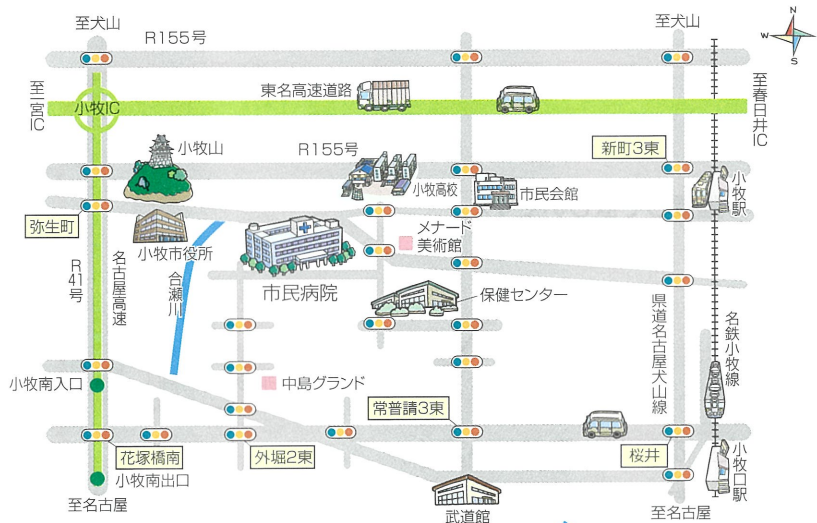 至犬山
至犬山
R155号
W
N
E
S
至一宮IC
小牧IC
東名高速道路
至春日井IC
小牧山
R155号
小牧高校
市民会館
新町3東
小牧駅
弥生町
小牧市役所
メナード
美術館
R41号
名古屋高速
合瀬川
市民病院
保健センター
県道名古屋犬山線
名鉄小牧線
小牧南入口
中島グランド
常普請3東
花塚橋南
外堀2東
桜井
小牧口駅
小牧南出口
至名古屋
武道館
至名古屋